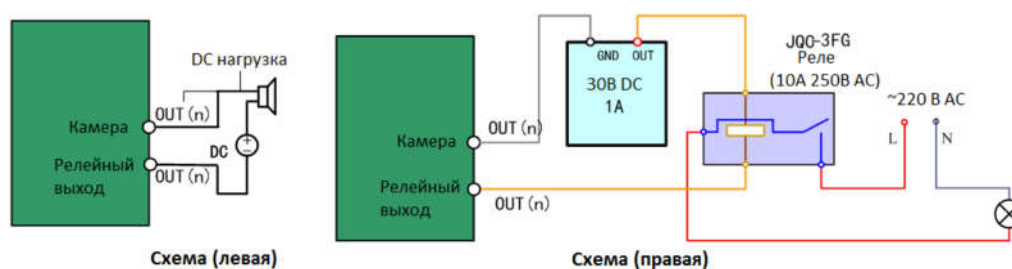 DC нагрузка
OUT (n)
Камера
DC
Релейный
выход
OUT (n)
Схема (левая)
GND OUT
30В DC
1A
JQC-3FG
Реле
(10A 250В AC)
~220 В AC
L N
OUT (n)
Камера
Релейный
выход
OUT (n)
Схема (правая)